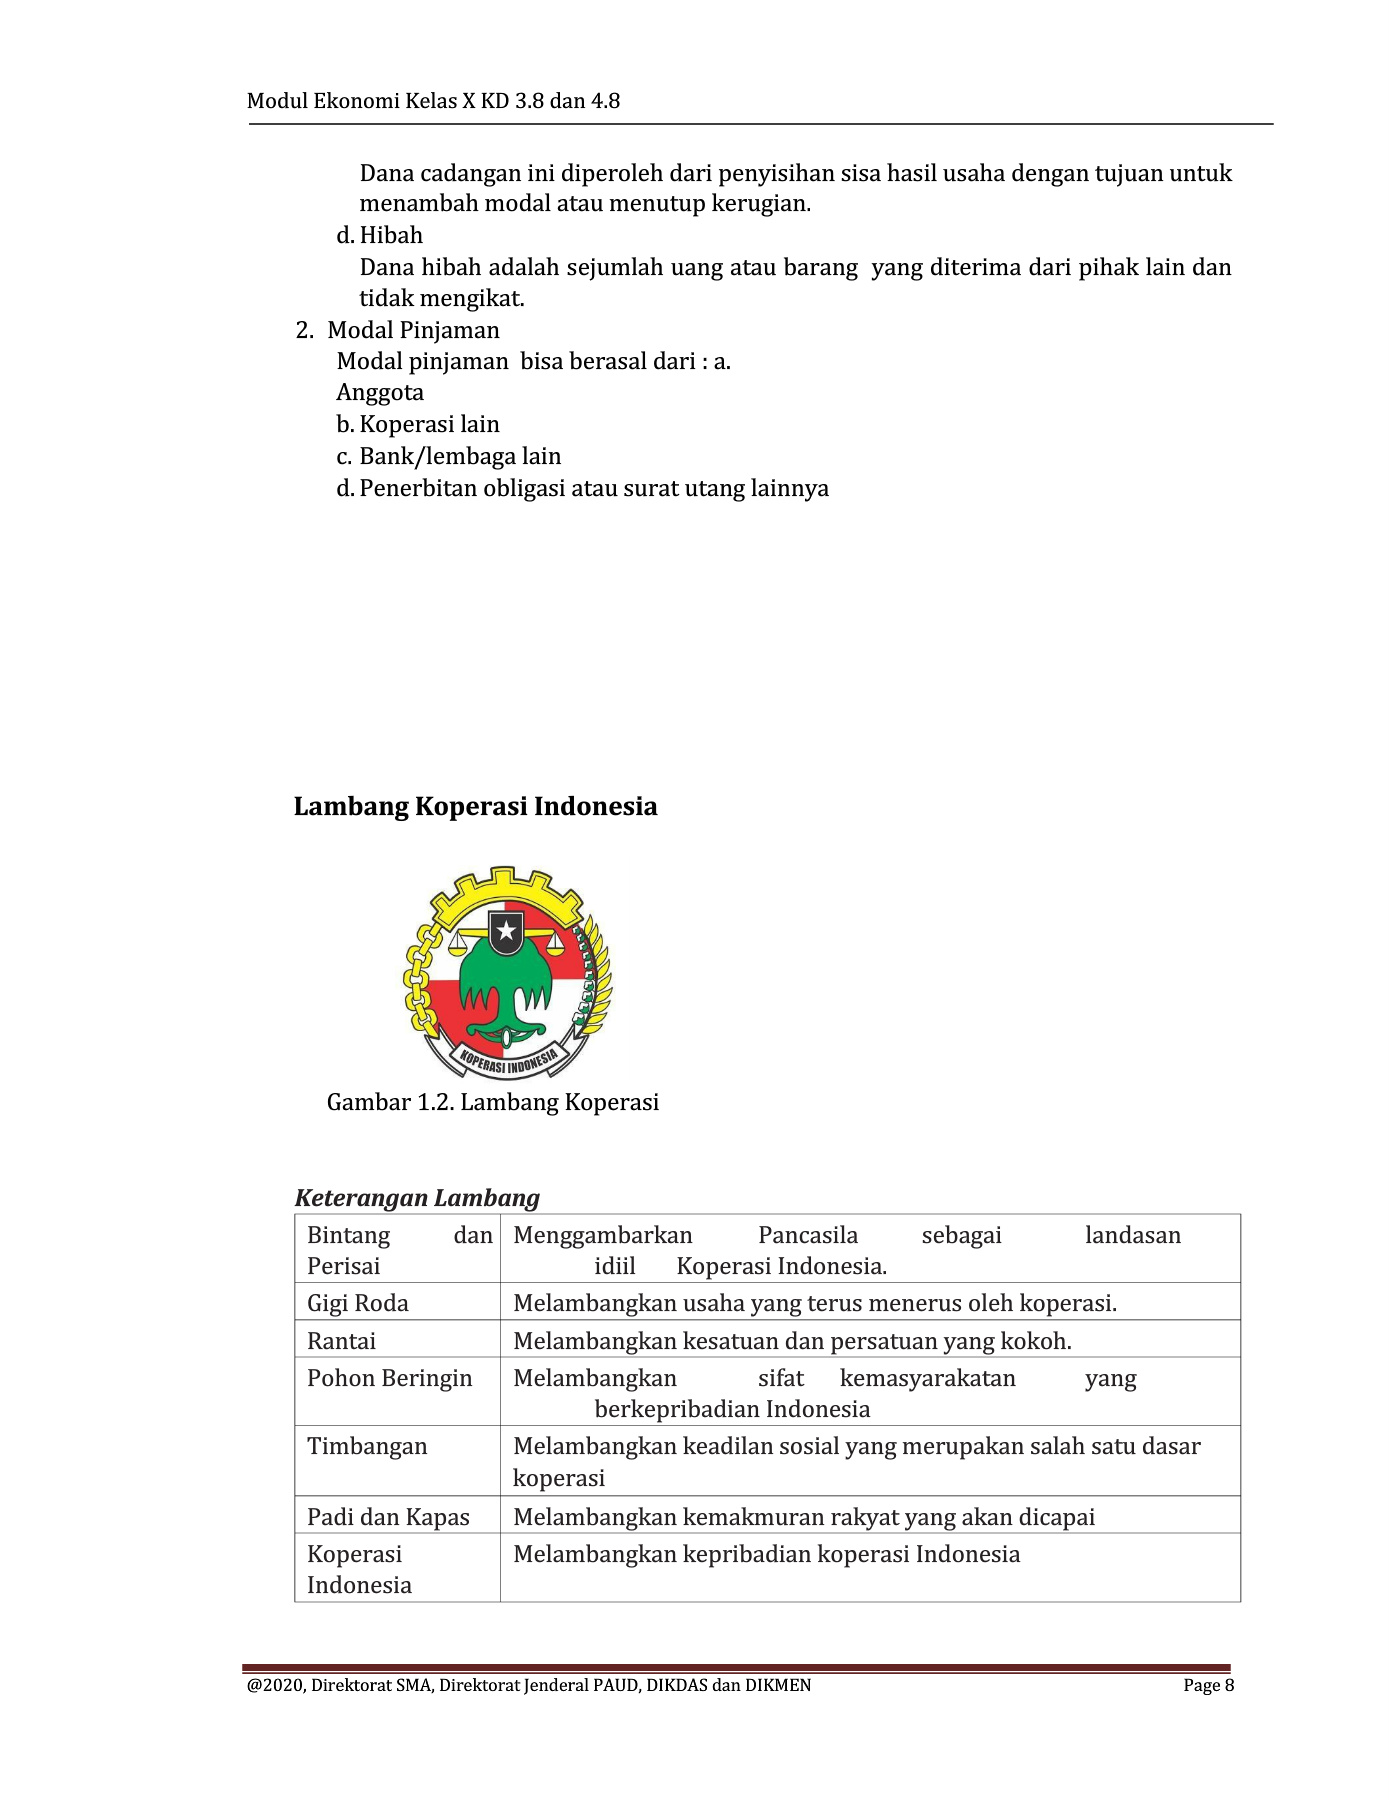 Modul Ekonomi Kelas X KD 3.8 dan 4.8
Dana cadangan ini diperoleh dari penyisihan sisa hasil usaha dengan tujuan untuk
menambah modal atau menutup kerugian.
d. Hibah
Dana hibah adalah sejumlah uang atau barang yang diterima dari pihak lain dan
tidak mengikat.
2. Modal Pinjaman
Modal pinjaman bisa berasal dari : a.
Anggota
b. Koperasi lain
c. Bank/lembaga lain
d. Penerbitan obligasi atau surat utang lainnya
Lambang Koperasi Indonesia
KOPERASI INDONESIA
Gambar 1.2. Lambang Koperasi
Keterangan Lambang
Bintang dan Menggambarkan Pancasila sebagai landasan
Perisai idiil Koperasi Indonesia.
Gigi Roda Melambangkan usaha yang terus menerus oleh koperasi.
Rantai Melambangkan kesatuan dan persatuan yang kokoh.
Pohon Beringin Melambangkan sifat kemasyarakatan yang
berkepribadian Indonesia
Timbangan Melambangkan keadilan sosial yang merupakan salah satu dasar
koperasi
Padi dan Kapas Melambangkan kemakmuran rakyat yang akan dicapai
Koperasi Melambangkan kepribadian koperasi Indonesia
Indonesia
@2020, Direktorat SMA, Direktorat Jenderal PAUD, DIKDAS dan DIKMEN Page 8